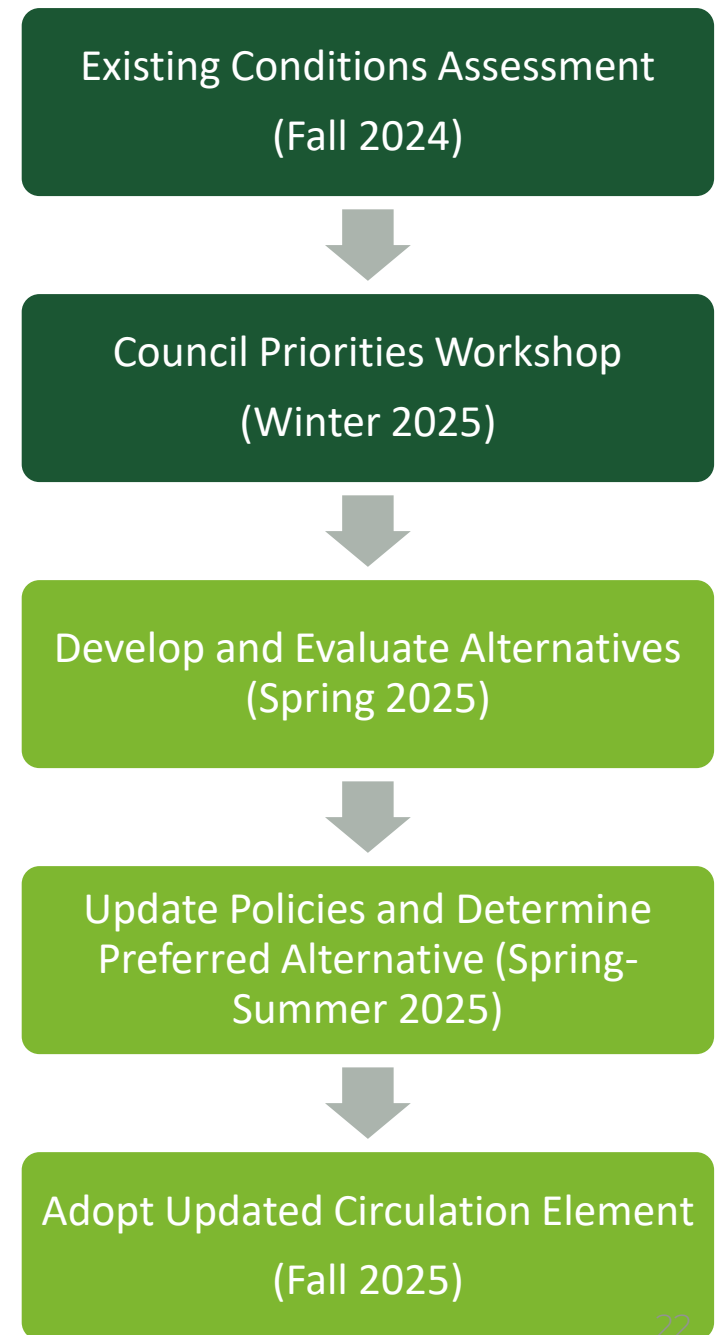 Existing Conditions Assessment
(Fall 2024)
Council Priorities Workshop
(Winter 2025)
Develop and Evaluate Alternatives
(Spring 2025)
Update Policies and Determine
Preferred Alternative (Spring-
Summer 2025)
Adopt Updated Circulation Element
(Fall 2025)
22